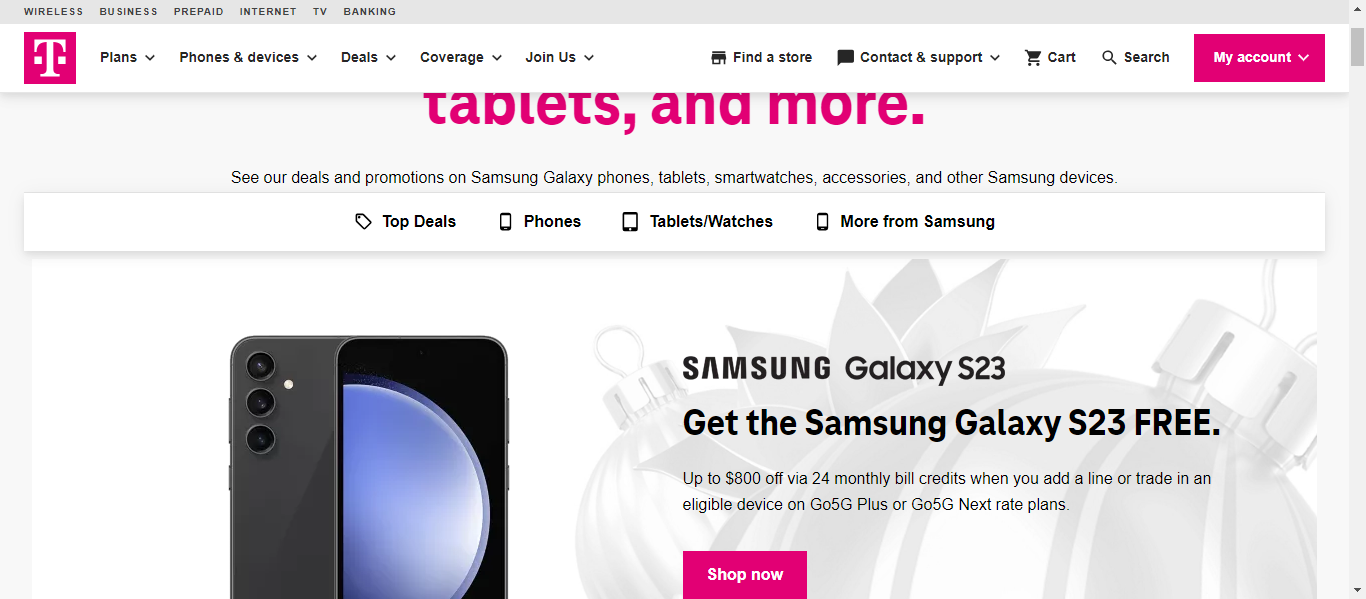 WIRELESS BUSINESS PREPAID INTERNET TV BANKING
T Plans Phones & devices Deals Coverage Join Us Find a store Contact & support Cart Search My account
tablets, and more.
See our deals and promotions on Samsung Galaxy phones, tablets, smartwatches, accessories, and other Samsung devices.
Top Deals Phones Tablets/Watches More from Samsung
SAMSUNG Galaxy S23
Get the Samsung Galaxy S23 FREE.
Up to $800 off via 24 monthly bill credits when you add a line or trade in an
eligible device on Go5G Plus or Go5G Next rate plans.
Shop now